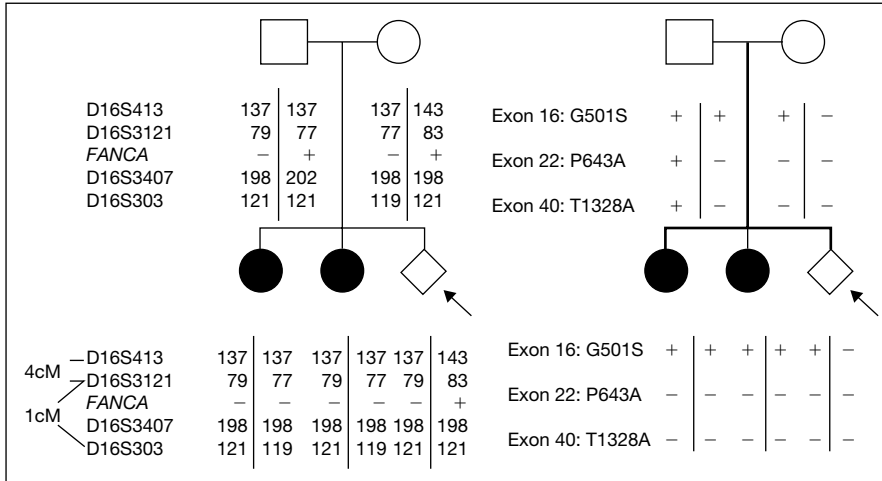 D16S413 137 137 137 143
D16S3121 79 77 77 83
FANCA − + − +
D16S3407 198 202 198 198
D16S303 121 121 119 121
Exon 16: G501S + + + −
Exon 22: P643A + − − −
Exon 40: T1328A + − − −
D16S413 137 137 137 137 137 143
4cM
D16S3121 79 77 79 77 79 83
FANCA − − − − − +
1cM
D16S3407 198 198 198 198 198 198
D16S303 121 119 121 119 121 121
Exon 16: G501S + + + + + −
Exon 22: P643A − − − − − −
Exon 40: T1328A − − − − − −